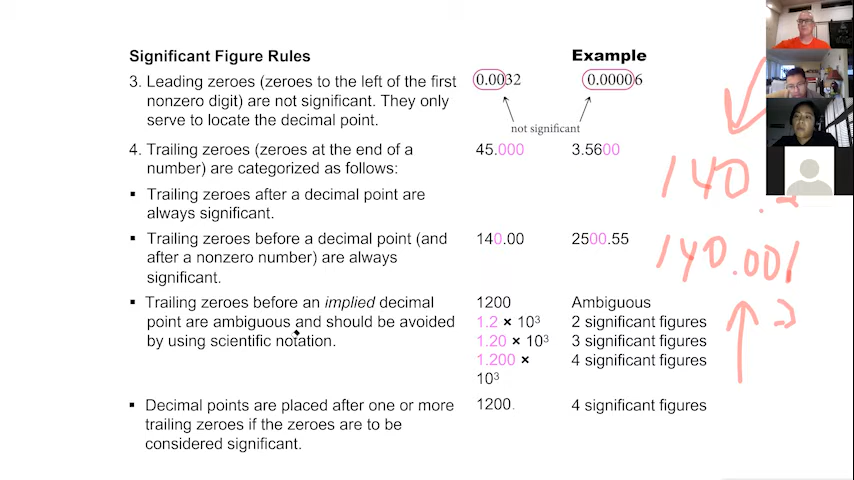 Significant Figure Rules Example
3. Leading zeroes (zeroes to the left of the first 0.0032 0.00006
nonzero digit) are not significant. They only
serve to locate the decimal point.
not significant
4. Trailing zeroes (zeroes at the end of a 45.000 3.5600
number) are categorized as follows:
▪ Trailing zeroes after a decimal point are
always significant.
140
▪ Trailing zeroes before a decimal point (and 140.00 2500.55
after a nonzero number) are always
significant.
140.001
▪ Trailing zeroes before an implied decimal 1200 Ambiguous
point are ambiguous and should be avoided 1.2 × 10³ 2 significant figures
by using scientific notation. 1.20 × 10³ 3 significant figures
1.200 × 4 significant figures
10³
▪ Decimal points are placed after one or more 1200. 4 significant figures
trailing zeroes if the zeroes are to be
considered significant.